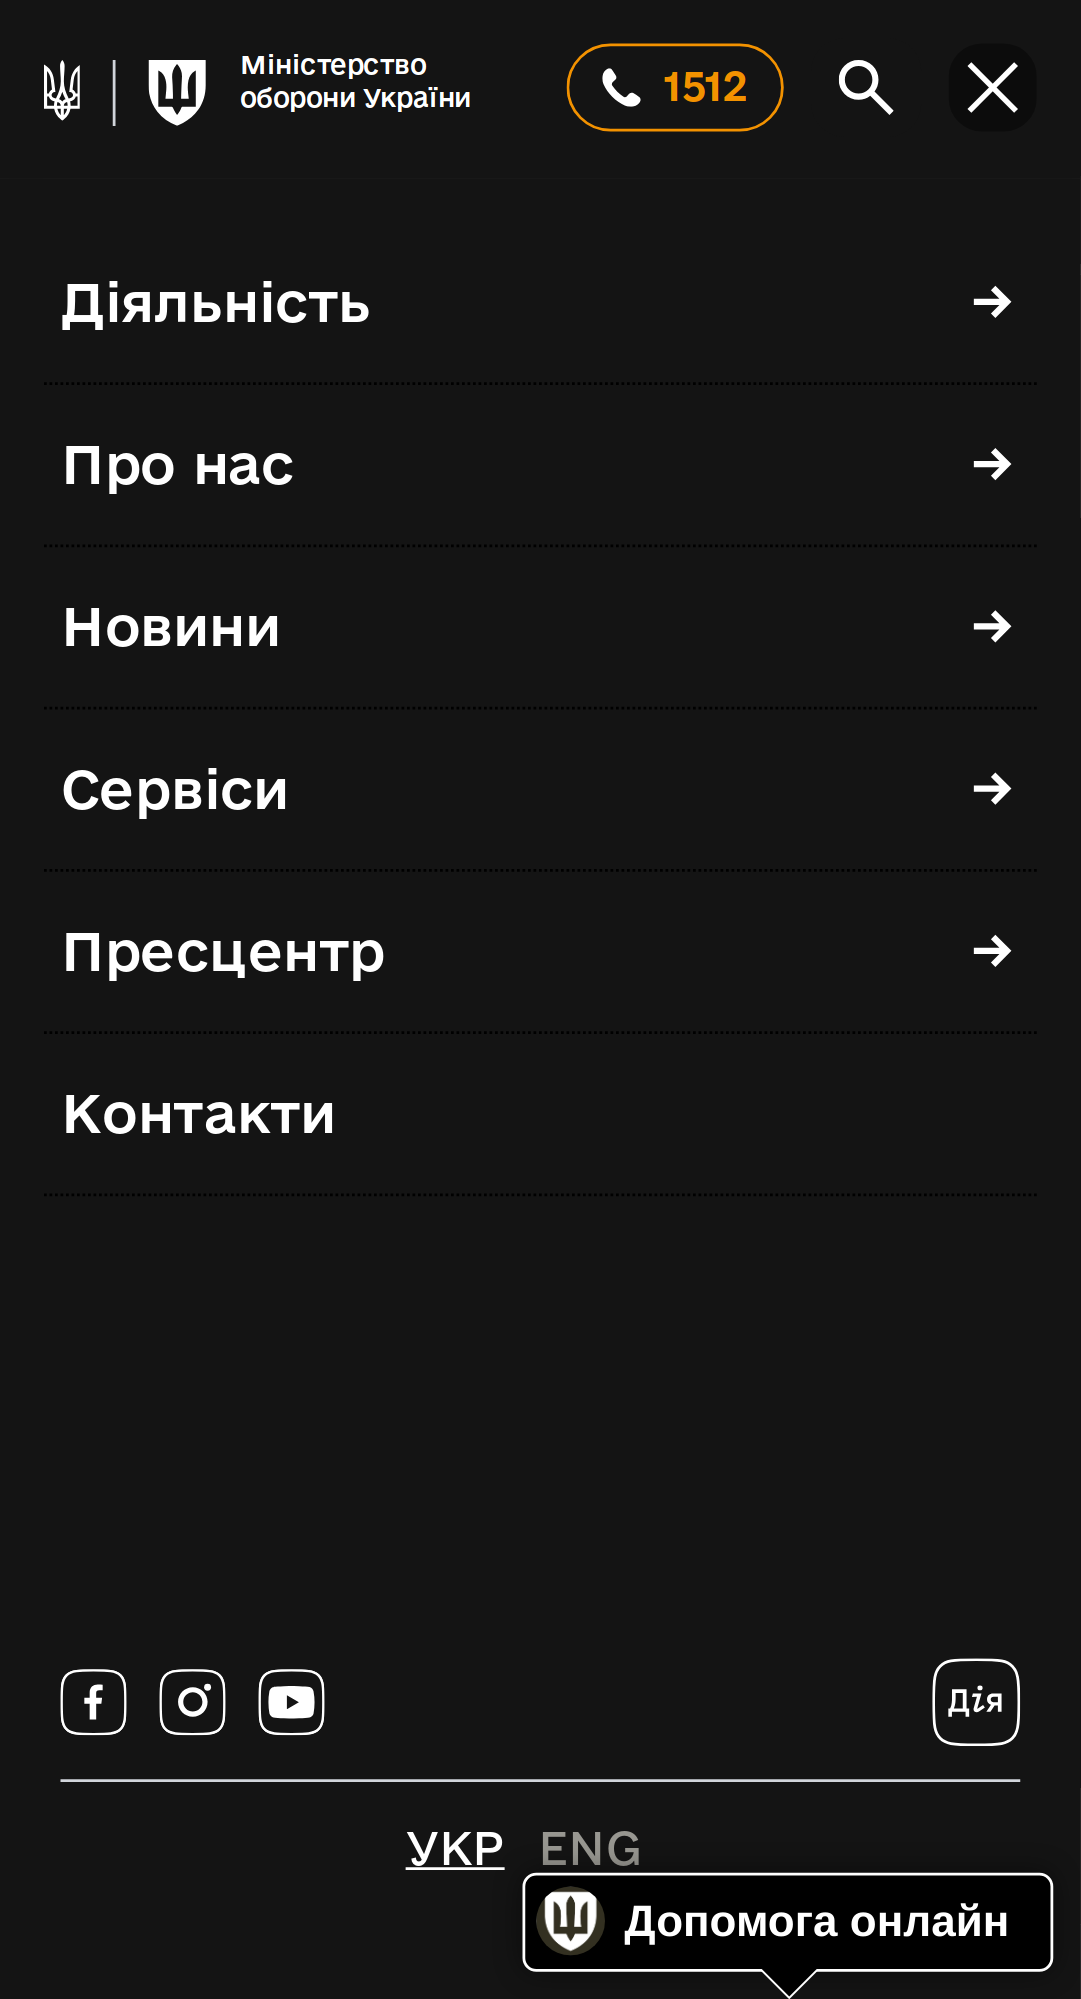 Міністерство
оборони України
1512
Діяльність
Про нас
Новини
Сервіси
Пресцентр
Контакти
Дія
УКР ENG
Допомога онлайн